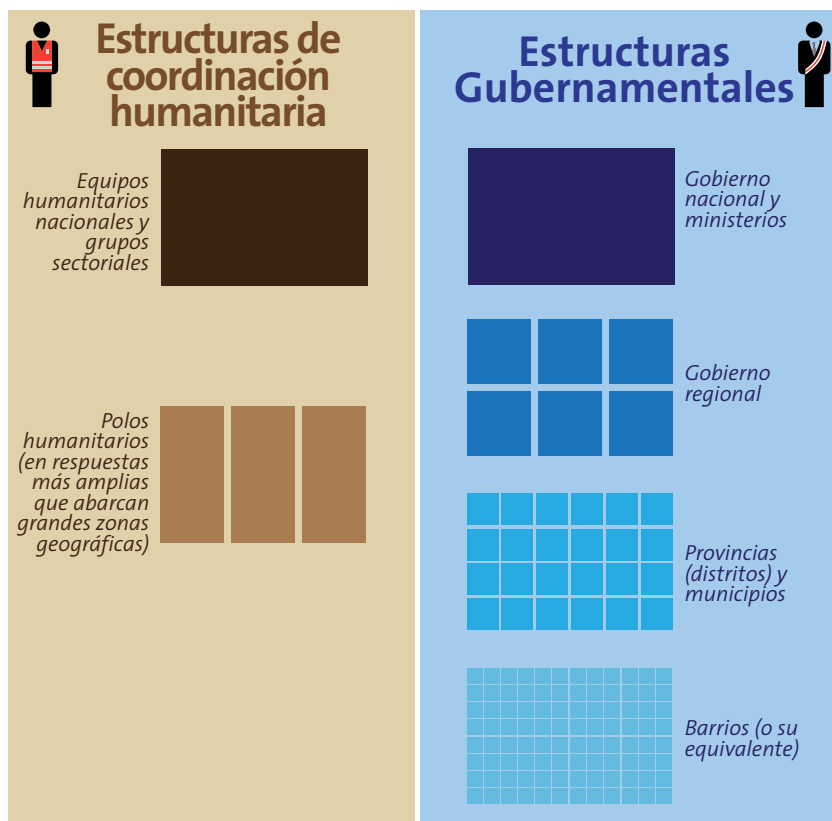 Estructuras de
coordinación
humanitaria
Equipos
humanitarios
nacionales y
grupos
sectoriales
Polos
humanitarios
(en respuestas
más amplias
que abarcan
grandes zonas
geográficas)
Estructuras
Gubernamentales
Gobierno
nacional y
ministerios
Gobierno
regional
Provincias
(distritos) y
municipios
Barrios (o su
equivalente)